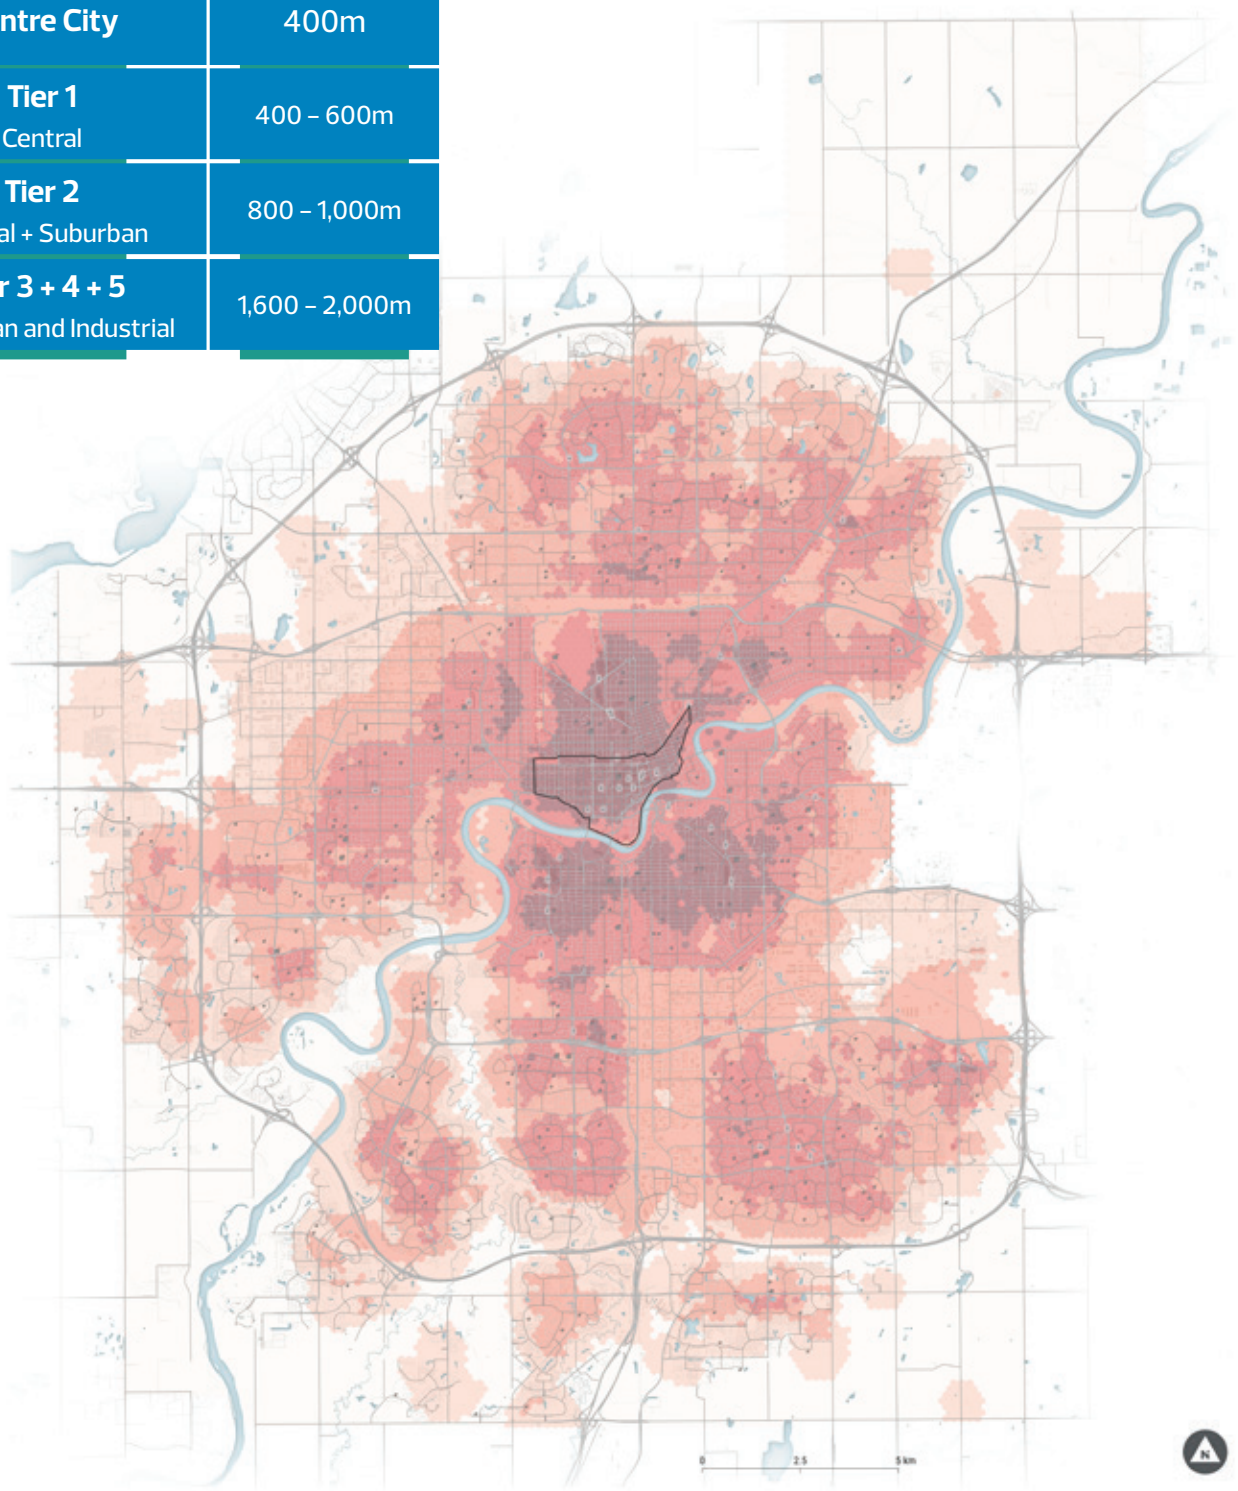 ntre City
400m
Tier 1
Central
400 – 600m
Tier 2
al + Suburban
800 – 1,000m
r 3 + 4 + 5
an and Industrial
1,600 – 2,000m
0 2.5 5 km
N